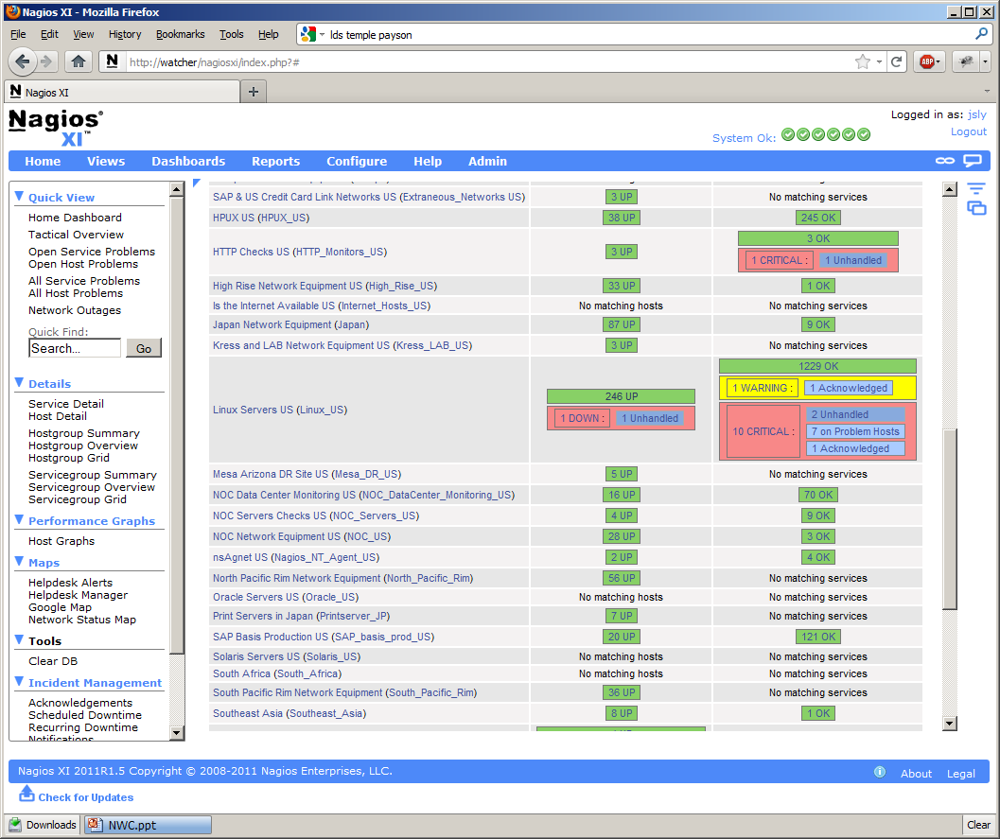 Nagios XI - Mozilla Firefox
File Edit View History Bookmarks Tools Help
lds temple payson
http://watcher/nagiosxi/index.php?#
ABP
Nagios XI
Nagios®
XI™
Logged in as: jsly
System Ok:
Logout
Home Views Dashboards Reports Configure Help Admin
Quick View
Home Dashboard
Tactical Overview
Open Service Problems
Open Host Problems
All Service Problems
All Host Problems
Network Outages
Quick Find:
Search... Go
Details
Service Detail
Host Detail
Hostgroup Summary
Hostgroup Overview
Hostgroup Grid
Servicegroup Summary
Servicegroup Overview
Servicegroup Grid
Performance Graphs
Host Graphs
Maps
Helpdesk Alerts
Helpdesk Manager
Google Map
Network Status Map
Tools
Clear DB
Incident Management
Acknowledgements
Scheduled Downtime
Recurring Downtime
Notifications
SAP & US Credit Card Link Networks US (Extraneous_Networks US) 3 UP No matching services
HPUX US (HPUX_US) 38 UP 245 OK
HTTP Checks US (HTTP_Monitors_US) 3 UP 3 OK
1 CRITICAL : 1 Unhandled
High Rise Network Equipment US (High_Rise_US) 33 UP 1 OK
Is the Internet Available US (Internet_Hosts_US) No matching hosts No matching services
Japan Network Equipment (Japan) 87 UP 9 OK
Kress and LAB Network Equipment US (Kress_LAB_US) 3 UP No matching services
Linux Servers US (Linux_US) 246 UP 1229 OK
1 DOWN : 1 Unhandled
1 WARNING : 1 Acknowledged
10 CRITICAL : 2 Unhandled
7 on Problem Hosts
1 Acknowledged
Mesa Arizona DR Site US (Mesa_DR_US) 5 UP No matching services
NOC Data Center Monitoring US (NOC_DataCenter_Monitoring_US) 16 UP 70 OK
NOC Servers Checks US (NOC_Servers_US) 4 UP 9 OK
NOC Network Equipment US (NOC_US) 28 UP 3 OK
nsAgnet US (Nagios_NT_Agent_US) 2 UP 4 OK
North Pacific Rim Network Equipment (North_Pacific_Rim) 56 UP No matching services
Oracle Servers US (Oracle_US) No matching hosts No matching services
Print Servers in Japan (Printserver_JP) 7 UP No matching services
SAP Basis Production US (SAP_basis_prod_US) 20 UP 121 OK
Solaris Servers US (Solaris_US) No matching hosts No matching services
South Africa (South_Africa) No matching hosts No matching services
South Pacific Rim Network Equipment (South_Pacific_Rim) 36 UP No matching services
Southeast Asia (Southeast_Asia) 8 UP 1 OK
Nagios XI 2011R1.5 Copyright © 2008-2011 Nagios Enterprises, LLC.
About Legal
Check for Updates
Downloads NWC.ppt Clear